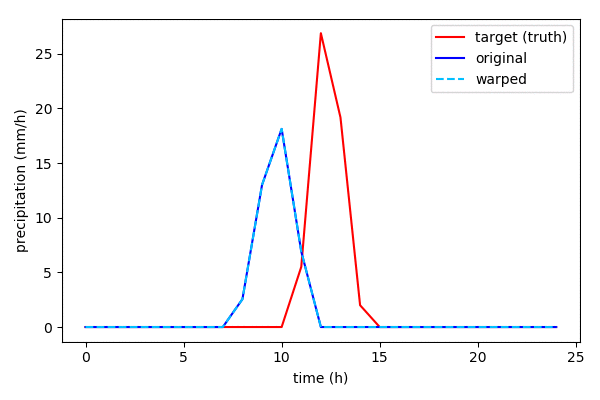 target (truth)
original
warped
precipitation (mm/h)
25
20
15
10
5
0
0 5 10 15 20 25
time (h)